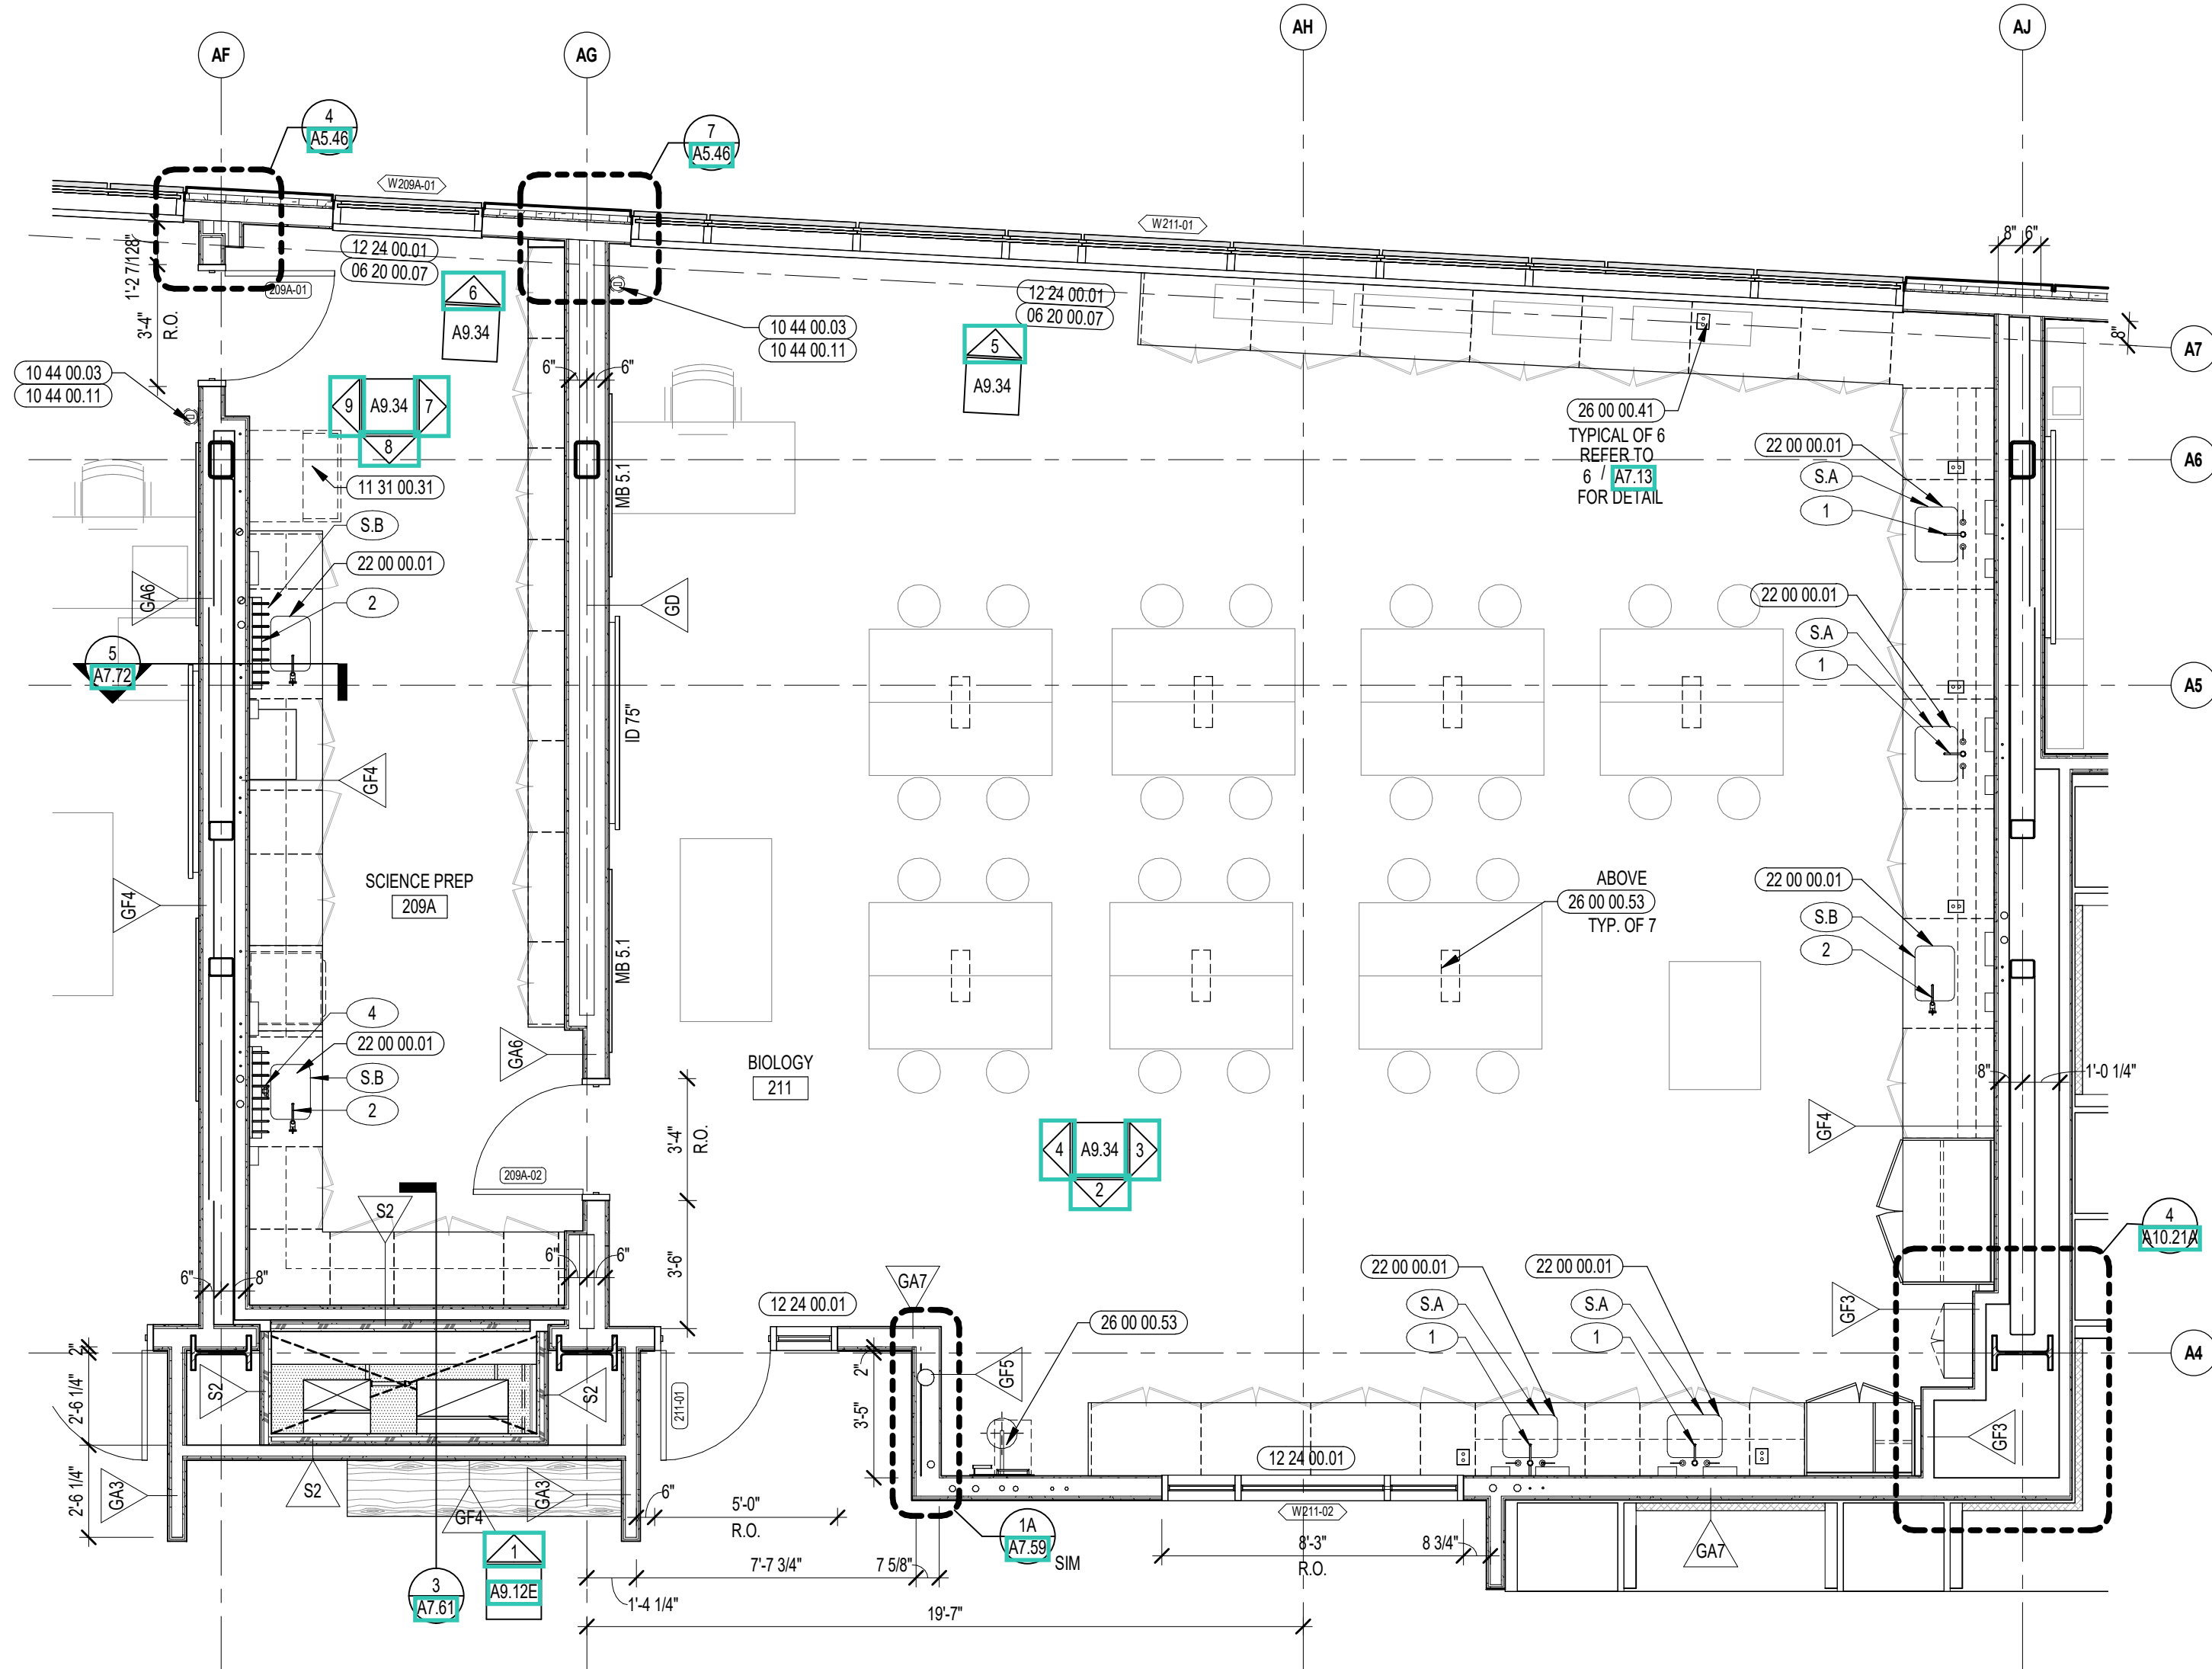 AF
AG
AH
AJ
4
A5.46
7
A5.46
W209A-01
W211-01
1'-2 7/128"
3'-4"
R.O.
209A-01
12 24 00.01
06 20 00.07
6
A9.34
10 44 00.03
10 44 00.11
12 24 00.01
06 20 00.07
5
A9.34
8"
6"
8"
A7
10 44 00.03
10 44 00.11
9
A9.34
7
8
6"
6"
26 00 00.41
TYPICAL OF 6
REFER TO
6 / A7.13
FOR DETAIL
22 00 00.01
S.A
1
A6
11 31 00.31
S.B
22 00 00.01
2
MB 5.1
GA6
GD
22 00 00.01
S.A
1
5
A7.72
A5
ID 75"
GF4
GF4
SCIENCE PREP
209A
MB 5.1
ABOVE
26 00 00.53
TYP. OF 7
22 00 00.01
S.B
2
4
22 00 00.01
S.B
2
GA6
BIOLOGY
211
8"
1'-0 1/4"
3'-4"
R.O.
4
A9.34
3
2
GF4
209A-02
S2
3'-6"
6"
6"
6"
8"
4
A10.21A
GA7
12 24 00.01
26 00 00.53
22 00 00.01
22 00 00.01
S.A
S.A
1
1
GF3
A4
2"
2'-6 1/4"
2'-6 1/4"
S2
S2
211-01
2"
3'-5"
GF5
GF3
12 24 00.01
GA3
S2
GF4
GA3
6"
5'-0"
R.O.
W211-02
1
A9.12E
1A
A7.59
SIM
8'-3"
R.O.
8 3/4"
GA7
3
A7.61
7'-7 3/4"
7 5/8"
1'-4 1/4"
19'-7"